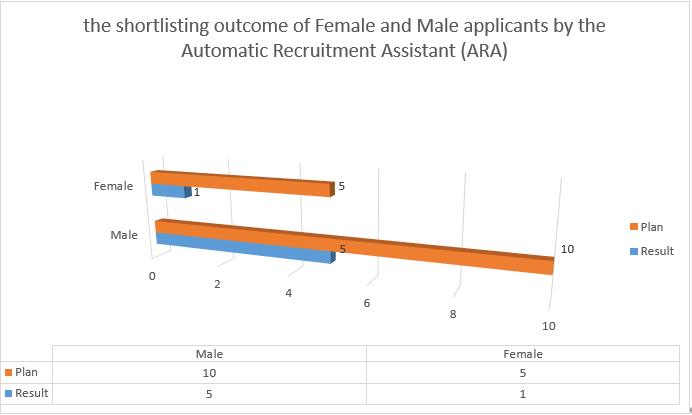 the shortlisting outcome of Female and Male applicants by the
Automatic Recruitment Assistant (ARA)
Female
1
5
Male
5
10
0
2
4
6
8
10
Plan
Result
Male Female
Plan 10 5
Result 5 1